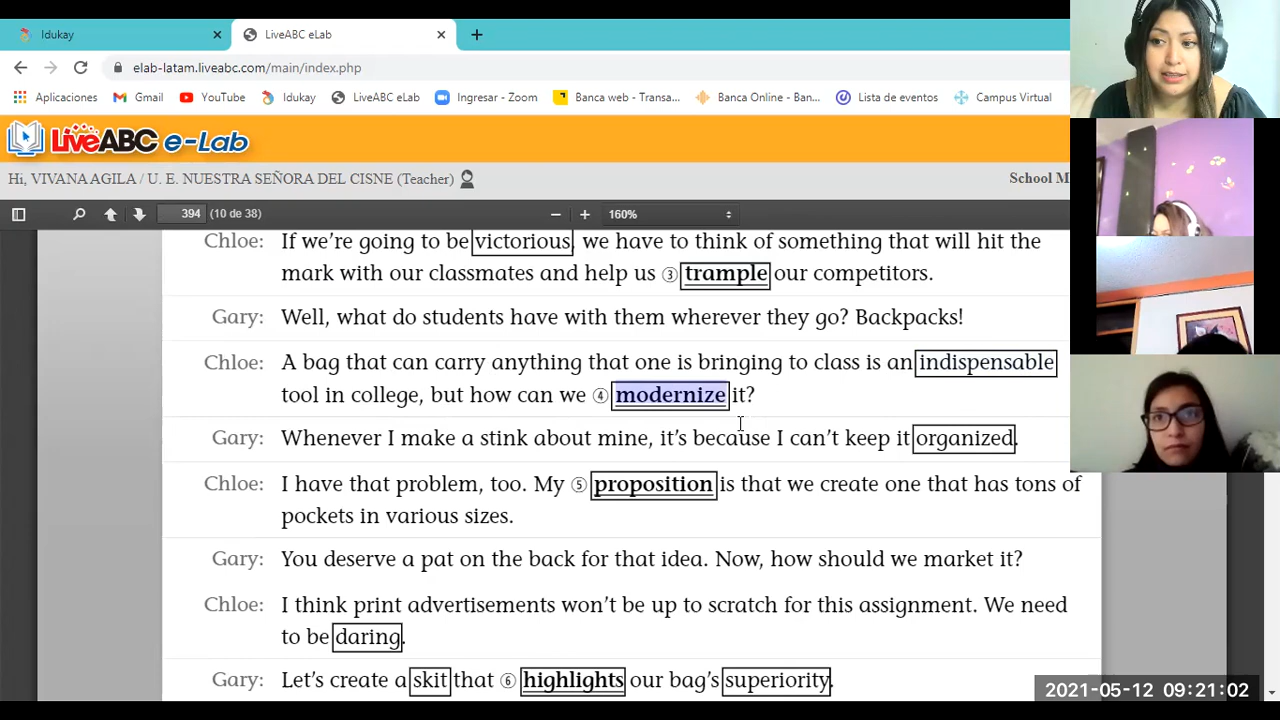 Idukay
LiveABC eLab
elab-latam.liveabc.com/main/index.php
Aplicaciones Gmail YouTube Idukay LiveABC eLab Ingresar - Zoom Banca web - Transa... Banca Online - Ban... Lista de eventos Campus Virtual
LiveABC e-Lab
Hi, VIVANA AGILA / U. E. NUESTRA SEÑORA DEL CISNE (Teacher) School M
394 (10 de 38) 160%
Chloe: If we're going to be victorious, we have to think of something that will hit the
mark with our classmates and help us ③ trample our competitors.
Gary: Well, what do students have with them wherever they go? Backpacks!
Chloe: A bag that can carry anything that one is bringing to class is an indispensable
tool in college, but how can we ④ modernize it?
Gary: Whenever I make a stink about mine, it's because I can't keep it organized.
Chloe: I have that problem, too. My ⑤ proposition is that we create one that has tons of
pockets in various sizes.
Gary: You deserve a pat on the back for that idea. Now, how should we market it?
Chloe: I think print advertisements won't be up to scratch for this assignment. We need
to be daring.
Gary: Let's create a skit that ⑥ highlights our bag's superiority.
2021-05-12 09:21:02